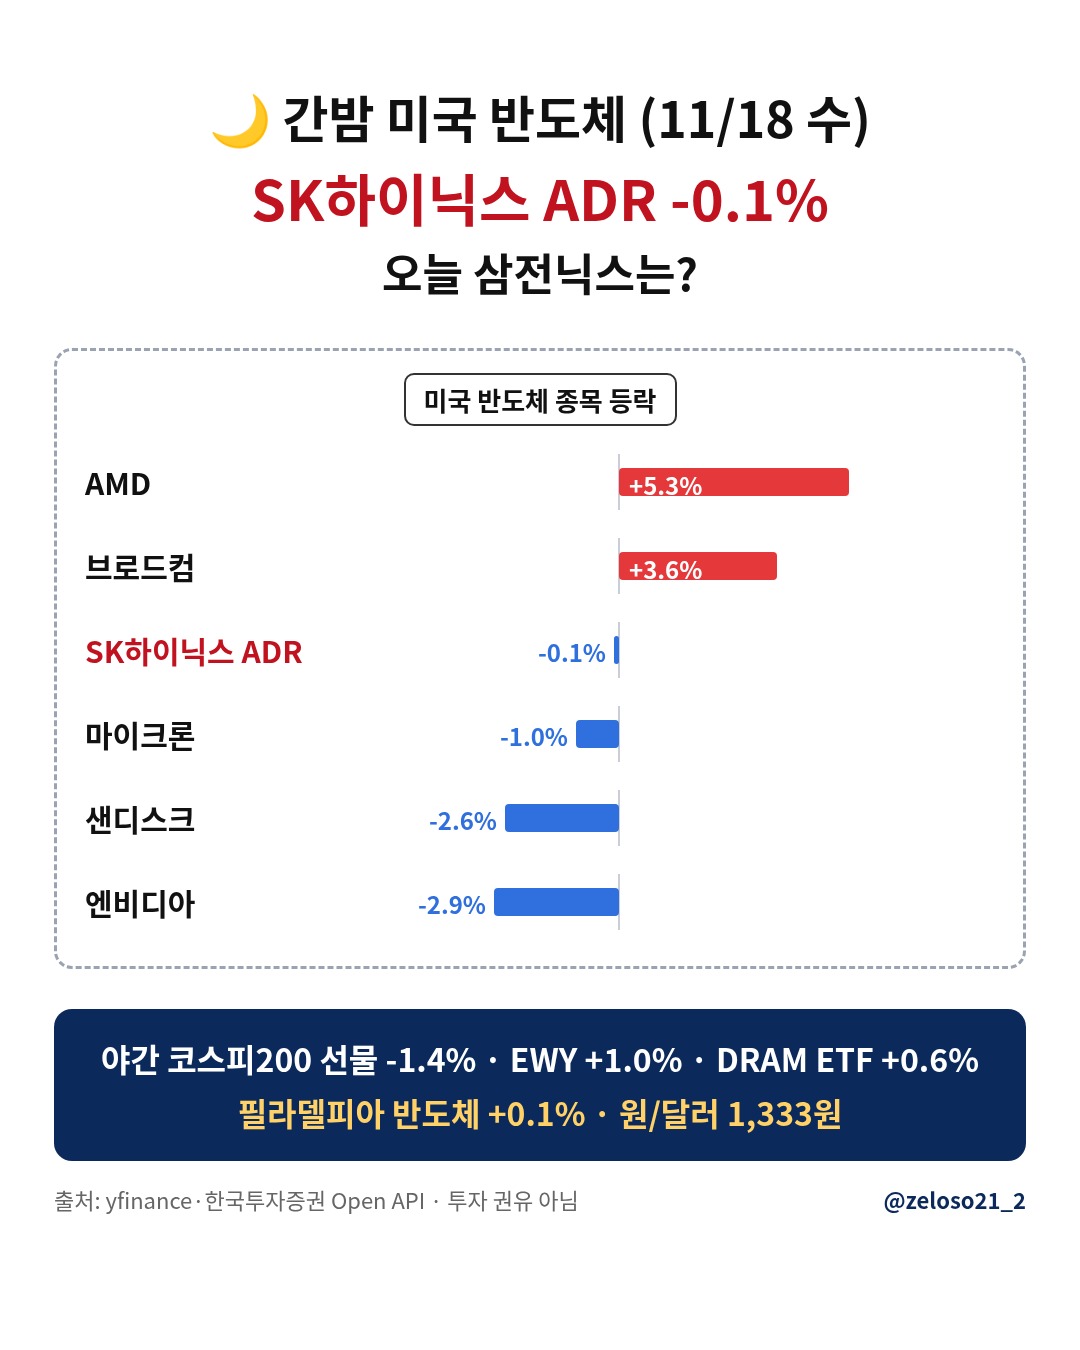 🌙 간밤 미국 반도체 (11/18 수)
SK하이닉스 ADR -0.1%
오늘 삼전닉스는?
미국 반도체 종목 등락
AMD +5.3%
브로드컴 +3.6%
SK하이닉스 ADR -0.1%
마이크론 -1.0%
샌디스크 -2.6%
엔비디아 -2.9%
야간 코스피200 선물 -1.4% · EWY +1.0% · DRAM ETF +0.6%
필라델피아 반도체 +0.1% · 원/달러 1,333원
출처: yfinance·한국투자증권 Open API · 투자 권유 아님 @zeloso21_2